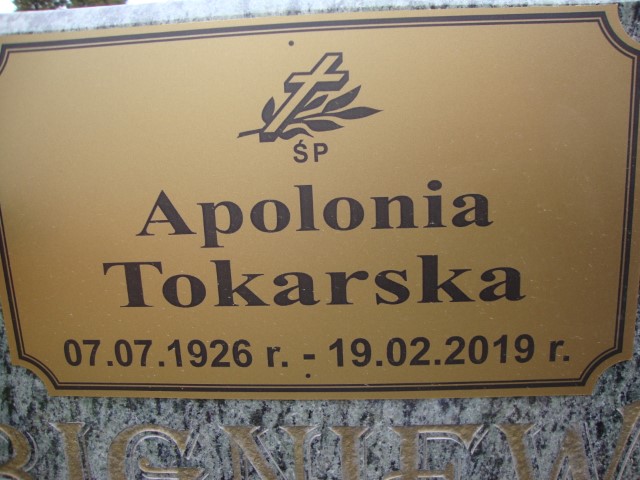 ŚP
Apolonia
Tokarska
07.07.1926 r. - 19.02.2019 r.